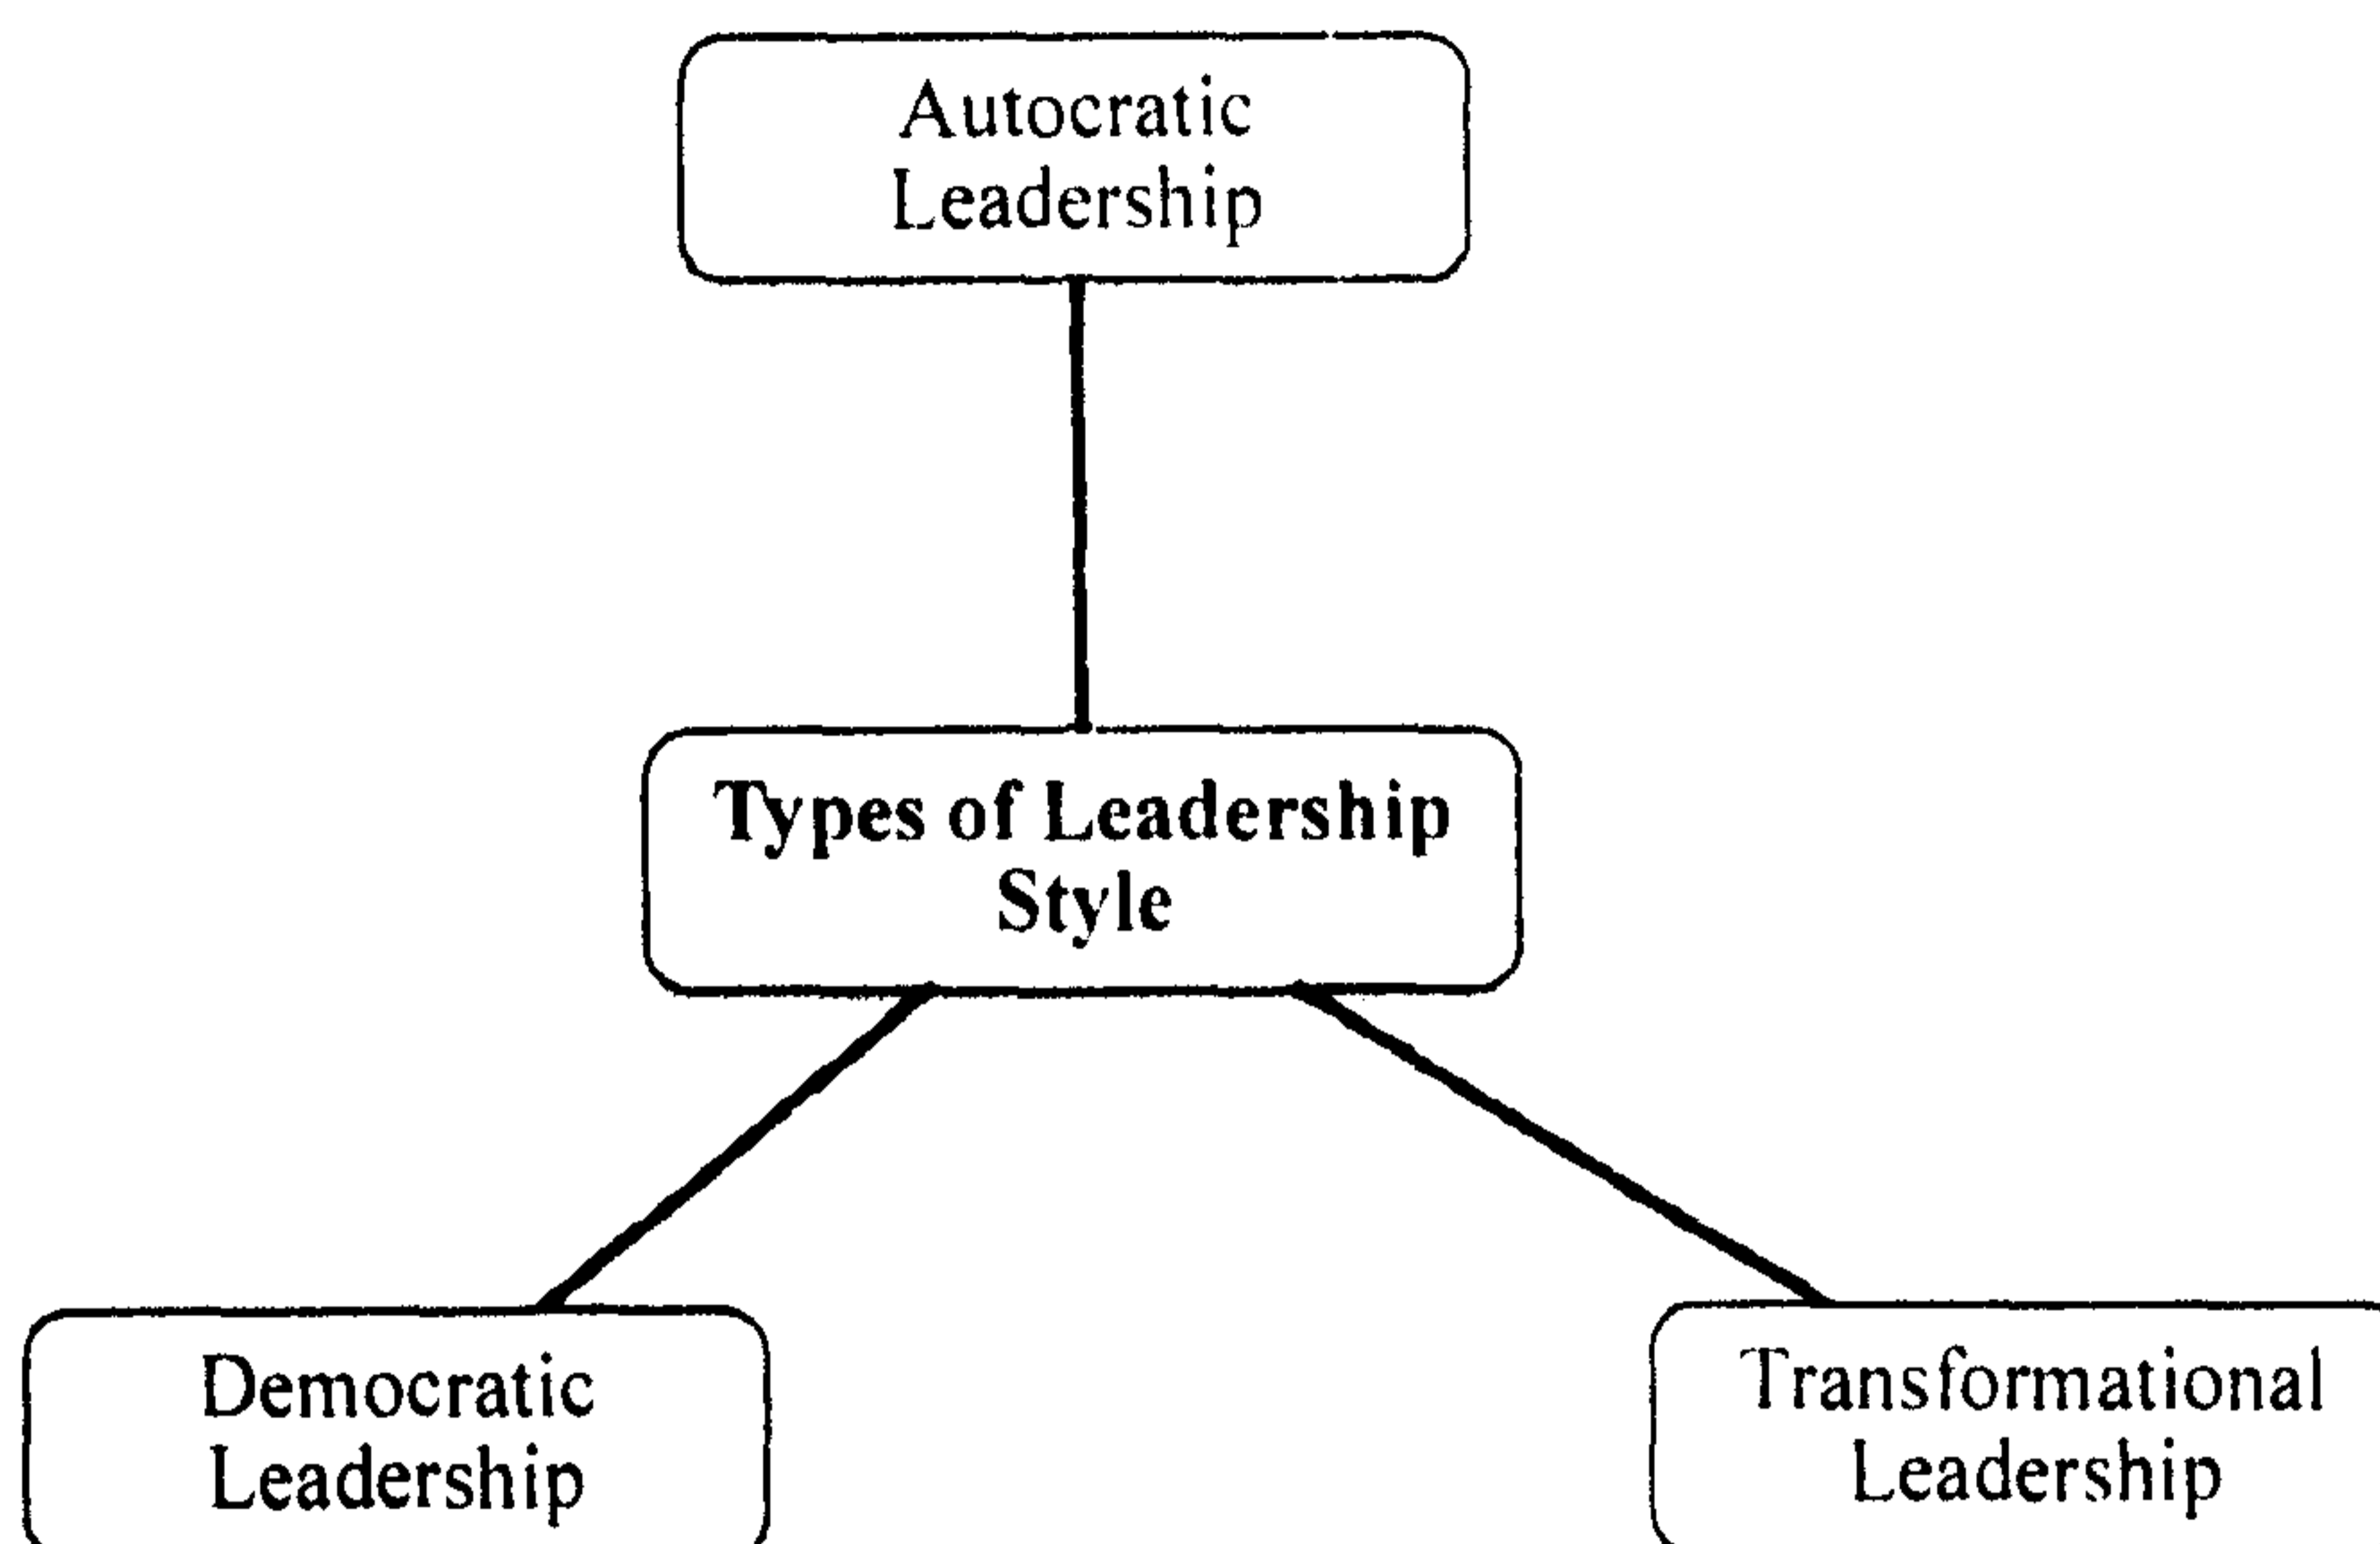 Autocratic
Leadership
Types of Leadership
Style
Democratic
Leadership
Transformational
Leadership